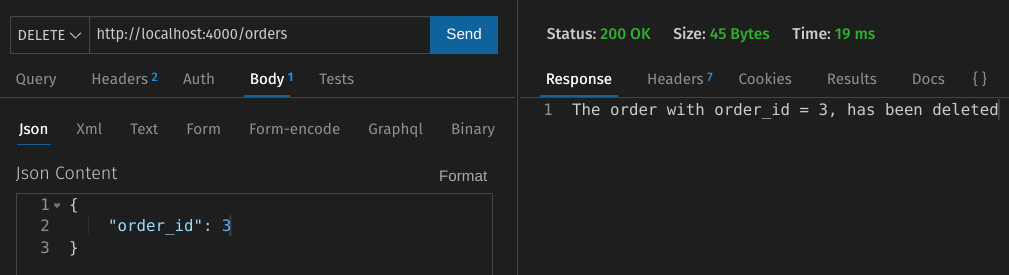 DELETE http://localhost:4000/orders Send
Query Headers 2 Auth Body 1 Tests
Json Xml Text Form Form-encode Graphql Binary
Json Content Format
1 {
2 "order_id": 3
3 }
Status: 200 OK Size: 45 Bytes Time: 19 ms
Response Headers 7 Cookies Results Docs {}
1 The order with order_id = 3, has been deleted